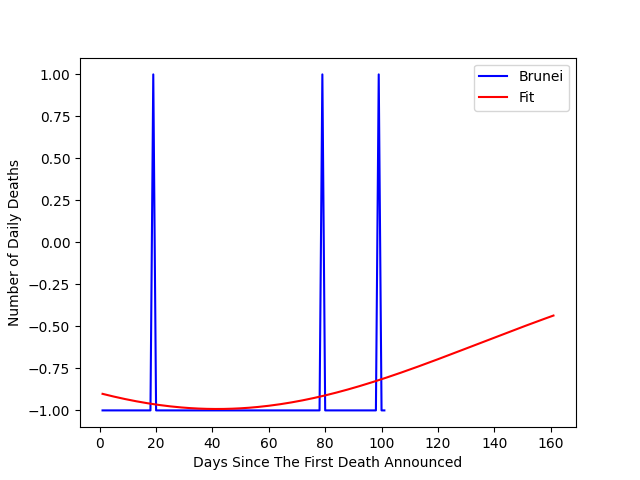 Brunei
Fit
1.00
0.75
0.50
0.25
0.00
−0.25
−0.50
−0.75
−1.00
Number of Daily Deaths
0 20 40 60 80 100 120 140 160
Days Since The First Death Announced